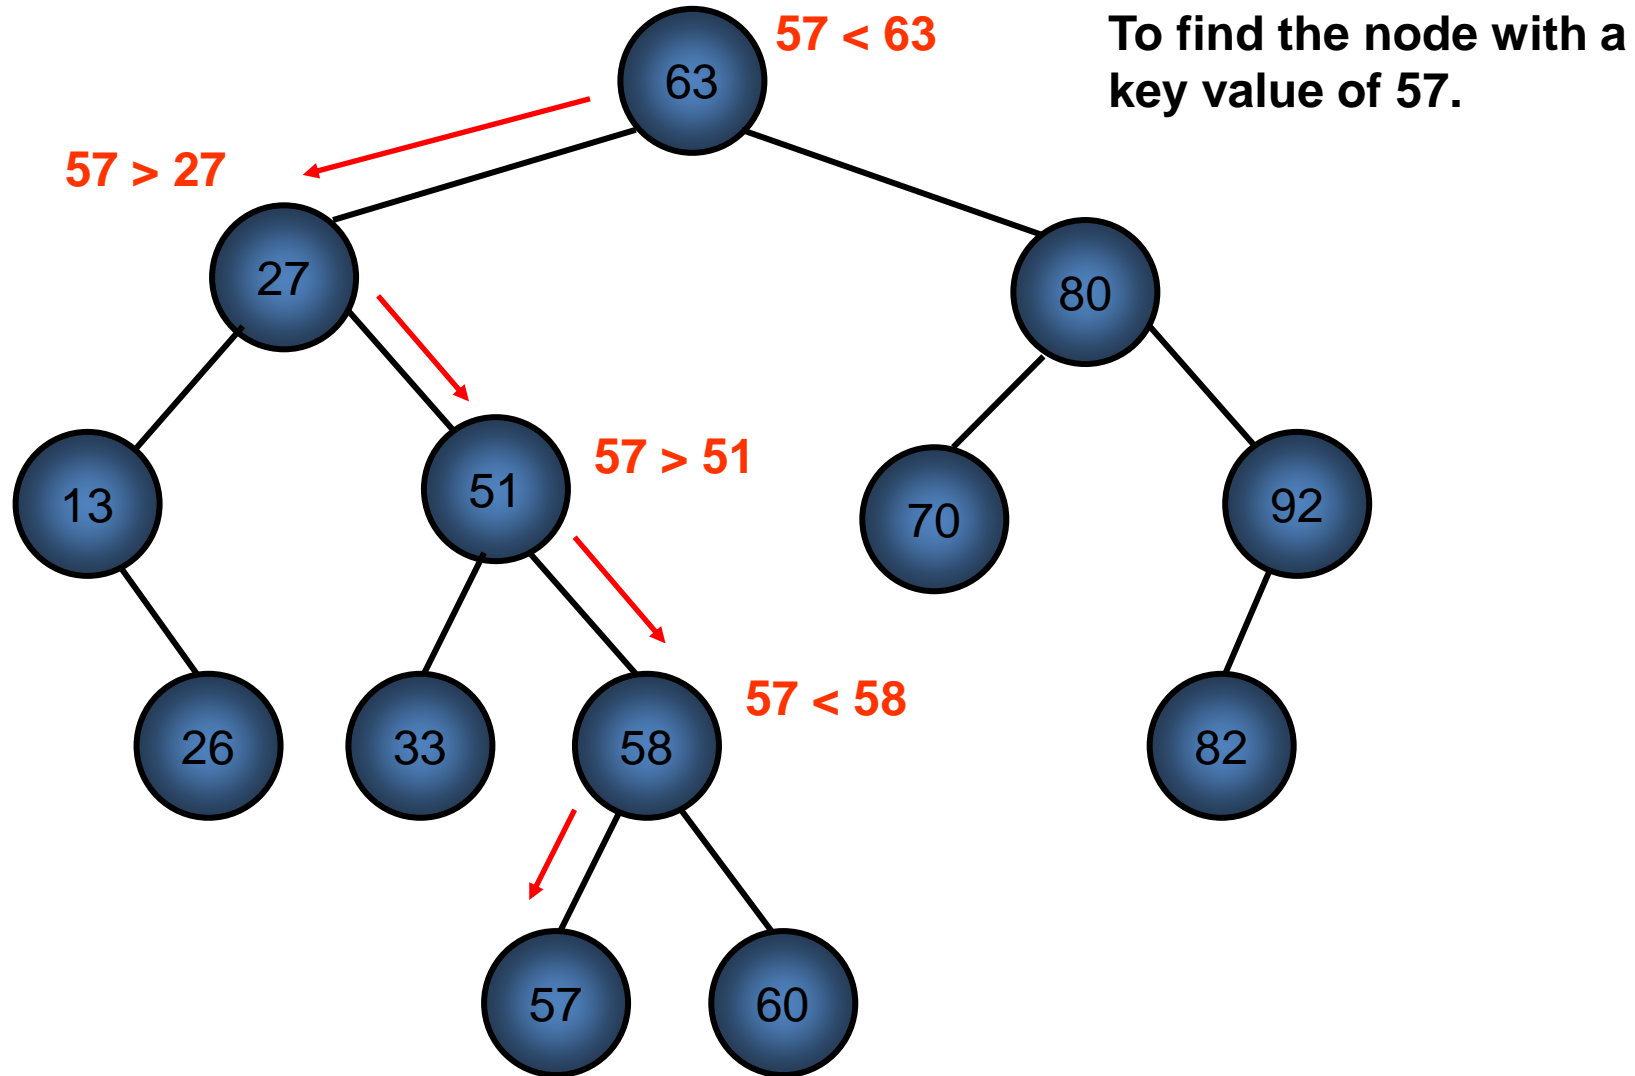 57 < 63
To find the node with a
key value of 57.
63
57 > 27
27
80
57 > 51
13
51
70
92
57 < 58
26
33
58
82
57
60